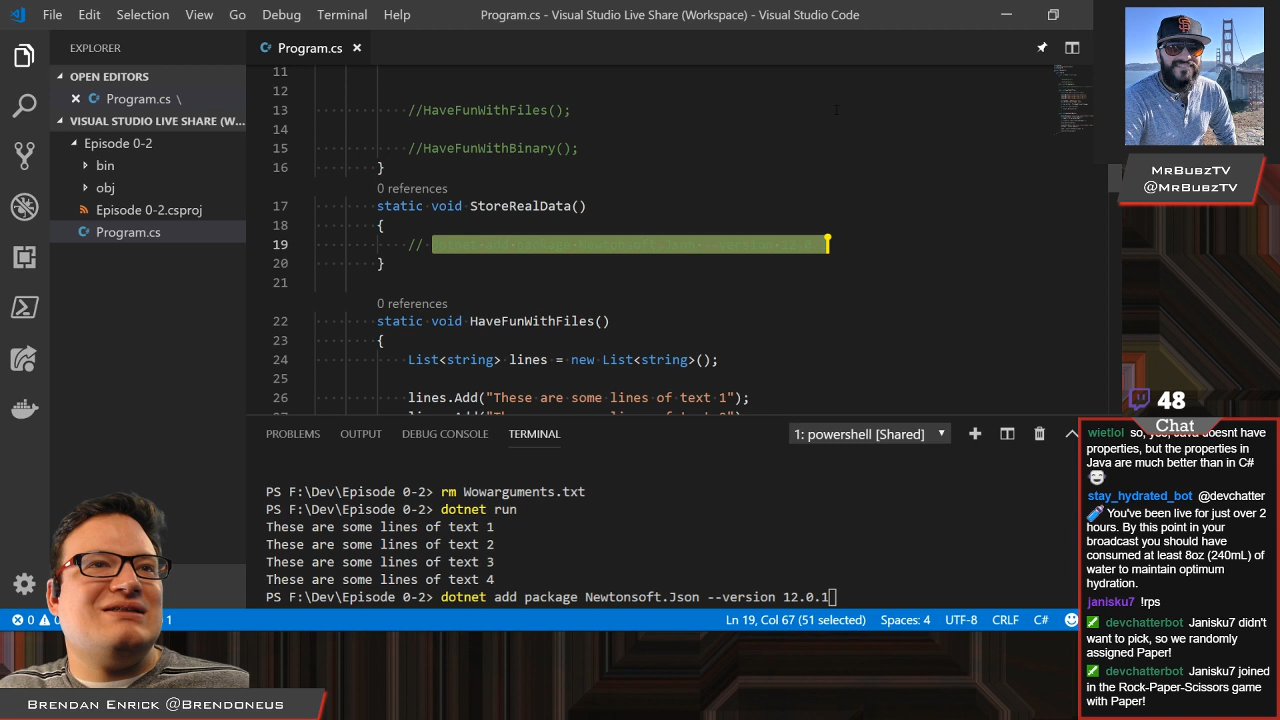 File Edit Selection View Go Debug Terminal Help
Program.cs - Visual Studio Live Share (Workspace) - Visual Studio Code
EXPLORER
OPEN EDITORS
Program.cs \
VISUAL STUDIO LIVE SHARE (W...
Episode 0-2
bin
obj
Episode 0-2.csproj
Program.cs
Program.cs
11
12
13 //HaveFunWithFiles();
14
15 //HaveFunWithBinary();
16 }
0 references
17 static void StoreRealData()
18 {
19 // dotnet add package Newtonsoft.Json --version 12.0.1
20 }
21
0 references
22 static void HaveFunWithFiles()
23 {
24 List<string> lines = new List<string>();
25
26 lines.Add("These are some lines of text 1");
PROBLEMS OUTPUT DEBUG CONSOLE TERMINAL
1: powershell [Shared]
PS F:\Dev\Episode 0-2> rm Wowarguments.txt
PS F:\Dev\Episode 0-2> dotnet run
These are some lines of text 1
These are some lines of text 2
These are some lines of text 3
These are some lines of text 4
PS F:\Dev\Episode 0-2> dotnet add package Newtonsoft.Json --version 12.0.1
0 1
Ln 19, Col 67 (51 selected) Spaces: 4 UTF-8 CRLF C#
MrBubzTV
@MrBubzTV
48
Chat
wietlol so, yes, Java doesnt have
properties, but the properties in
Java are much better than in C#
stay_hydrated_bot @devchatter
You've been live for just over 2
hours. By this point in your
broadcast you should have
consumed at least 8oz (240mL) of
water to maintain optimum
hydration.
janisku7 !rps
devchatterbot Janisku7 didn't
want to pick, so we randomly
assigned Paper!
devchatterbot Janisku7 joined
in the Rock-Paper-Scissors game
with Paper!
Brendan Enrick @Brendoneus